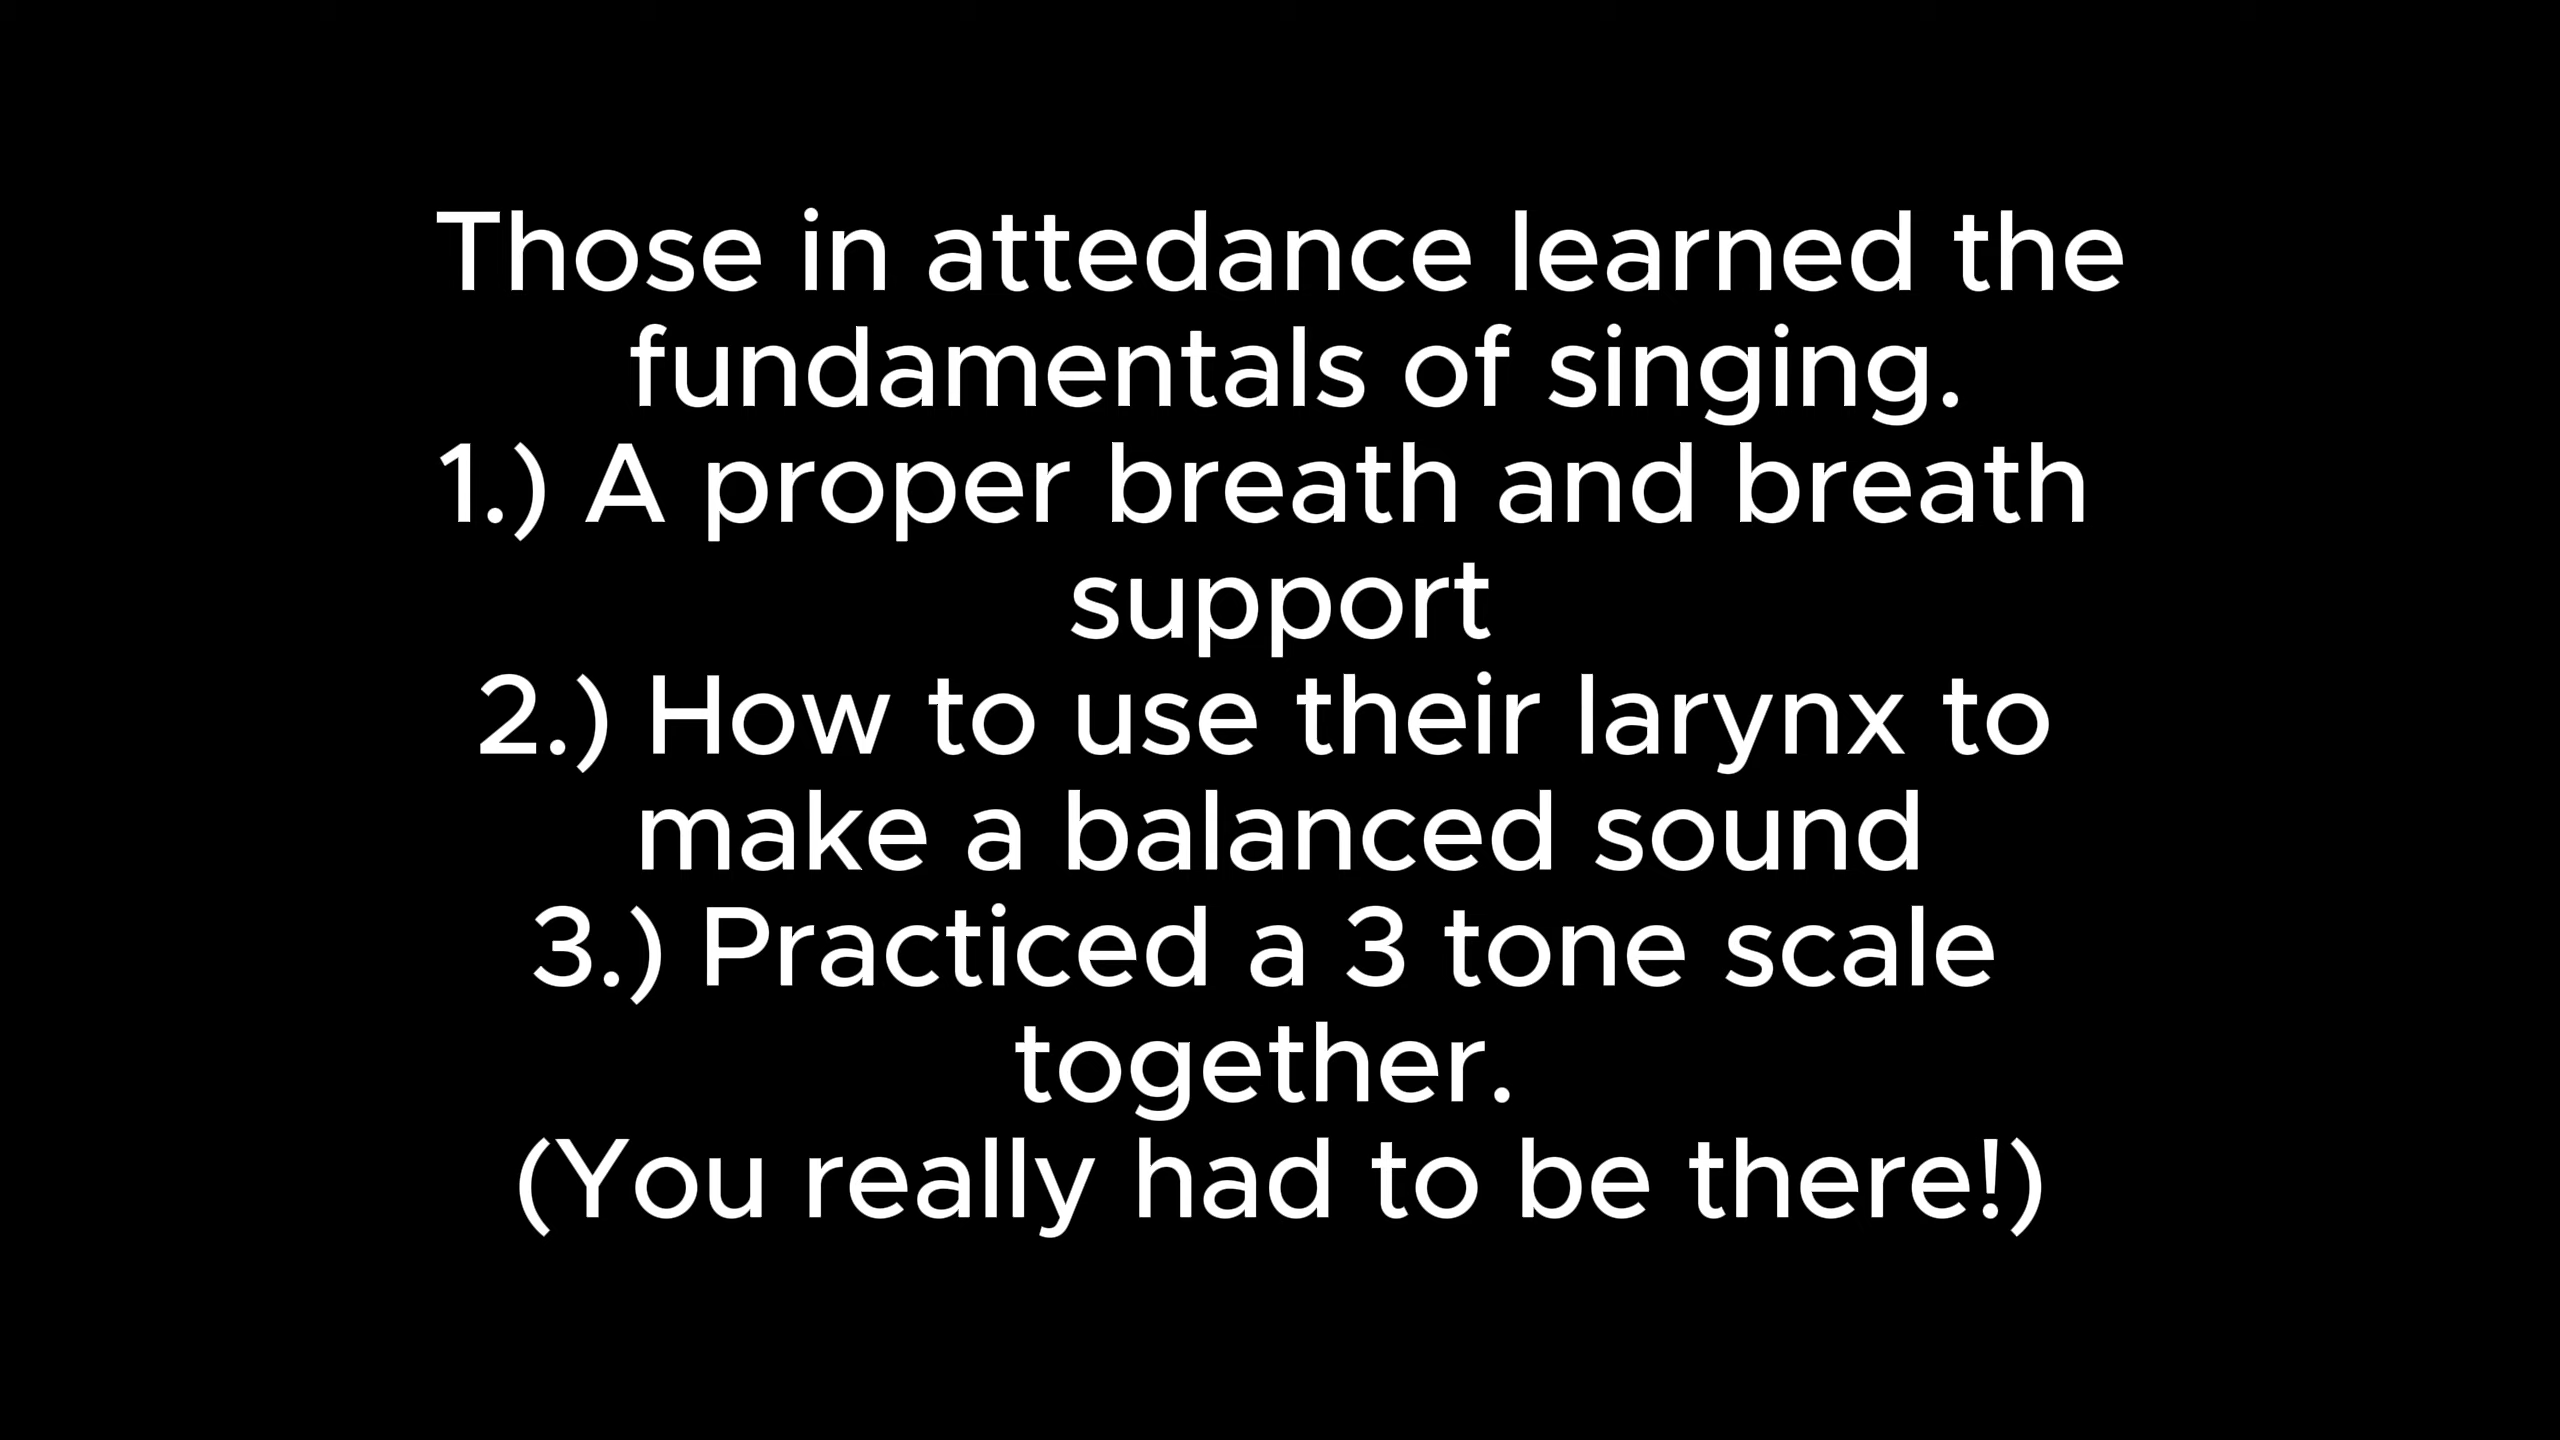 Those in attedance learned the
fundamentals of singing.
1.) A proper breath and breath
support
2.) How to use their larynx to
make a balanced sound
3.) Practiced a 3 tone scale
together.
(You really had to be there!)